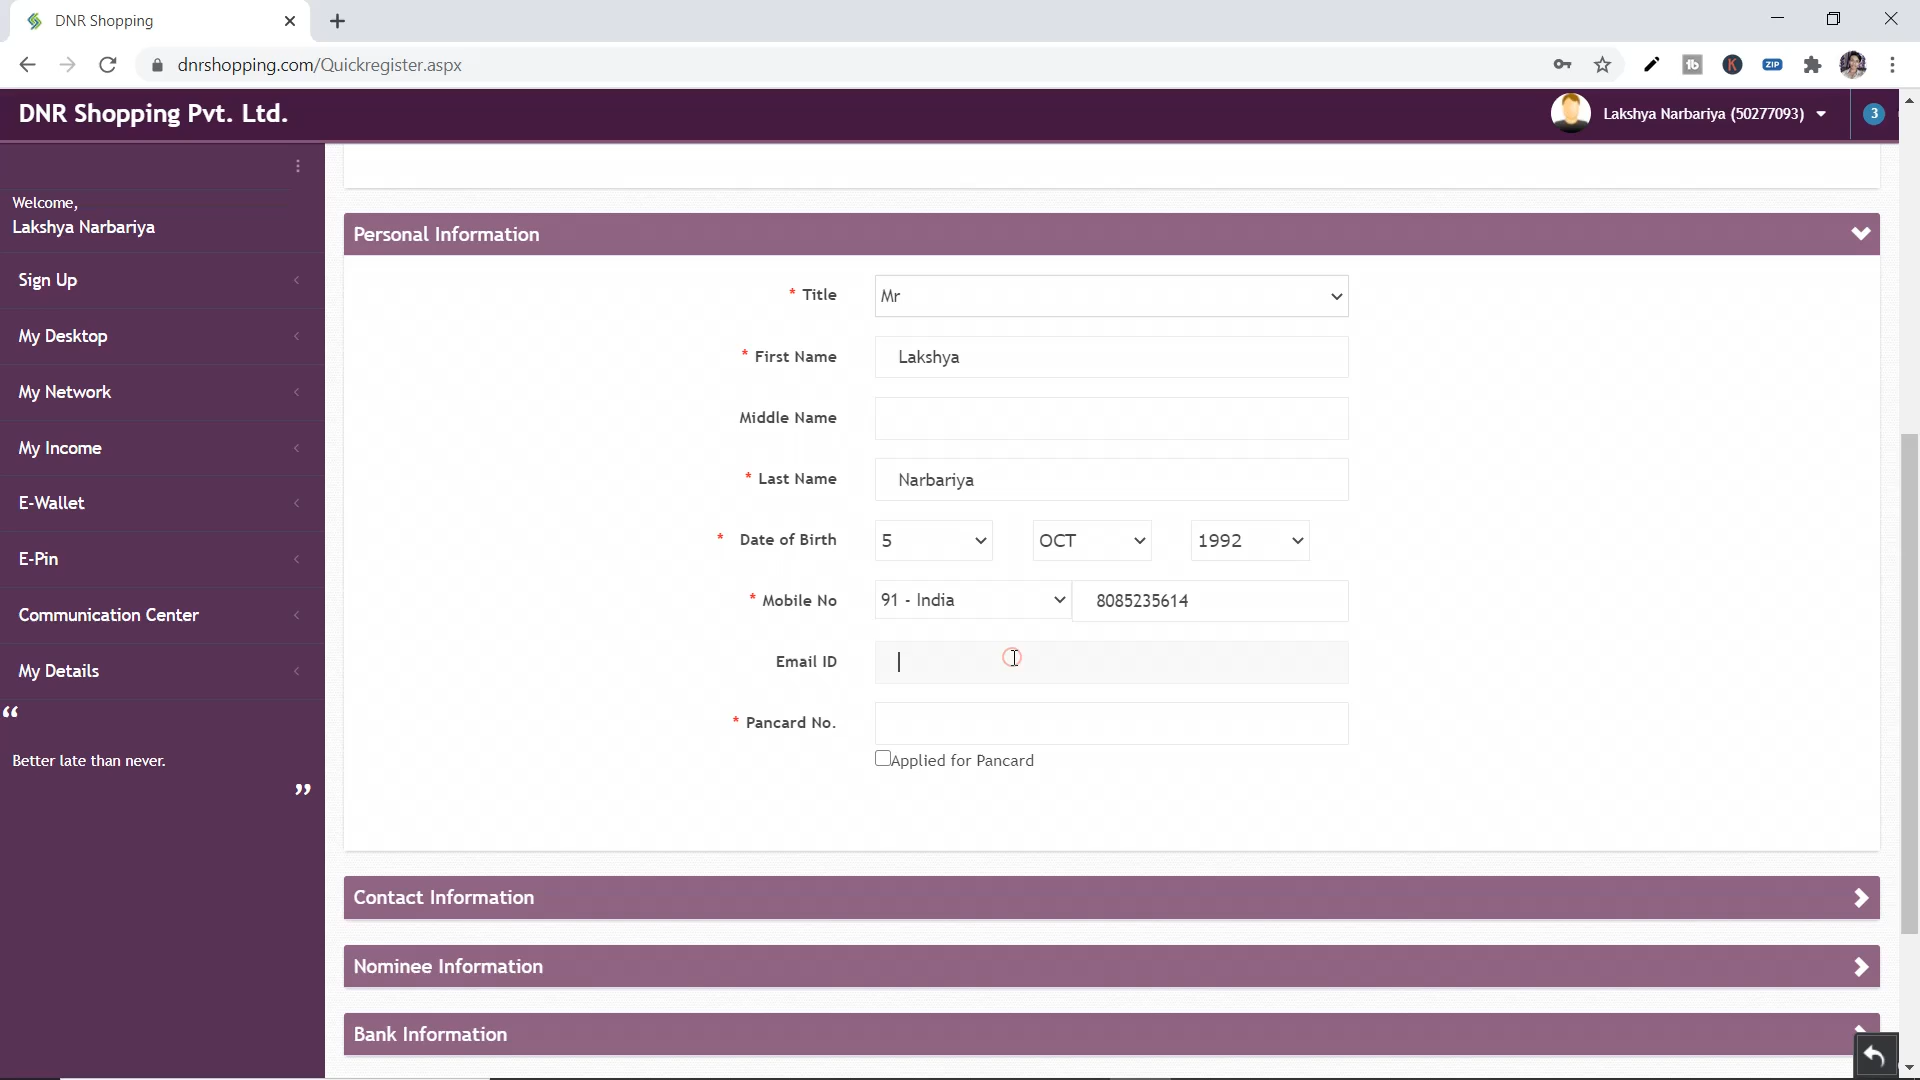 DNR Shopping
dnrshopping.com/Quickregister.aspx
tb
K
ZIP
DNR Shopping Pvt. Ltd.
Lakshya Narbariya (50277093)
3
Welcome,
Lakshya Narbariya
Sign Up
My Desktop
My Network
My Income
E-Wallet
E-Pin
Communication Center
My Details
“
Better late than never.
”
Personal Information
* Title
Mr
* First Name
Lakshya
Middle Name
* Last Name
Narbariya
* Date of Birth
5
OCT
1992
* Mobile No
91 - India
8085235614
Email ID
* Pancard No.
Applied for Pancard
Contact Information
Nominee Information
Bank Information